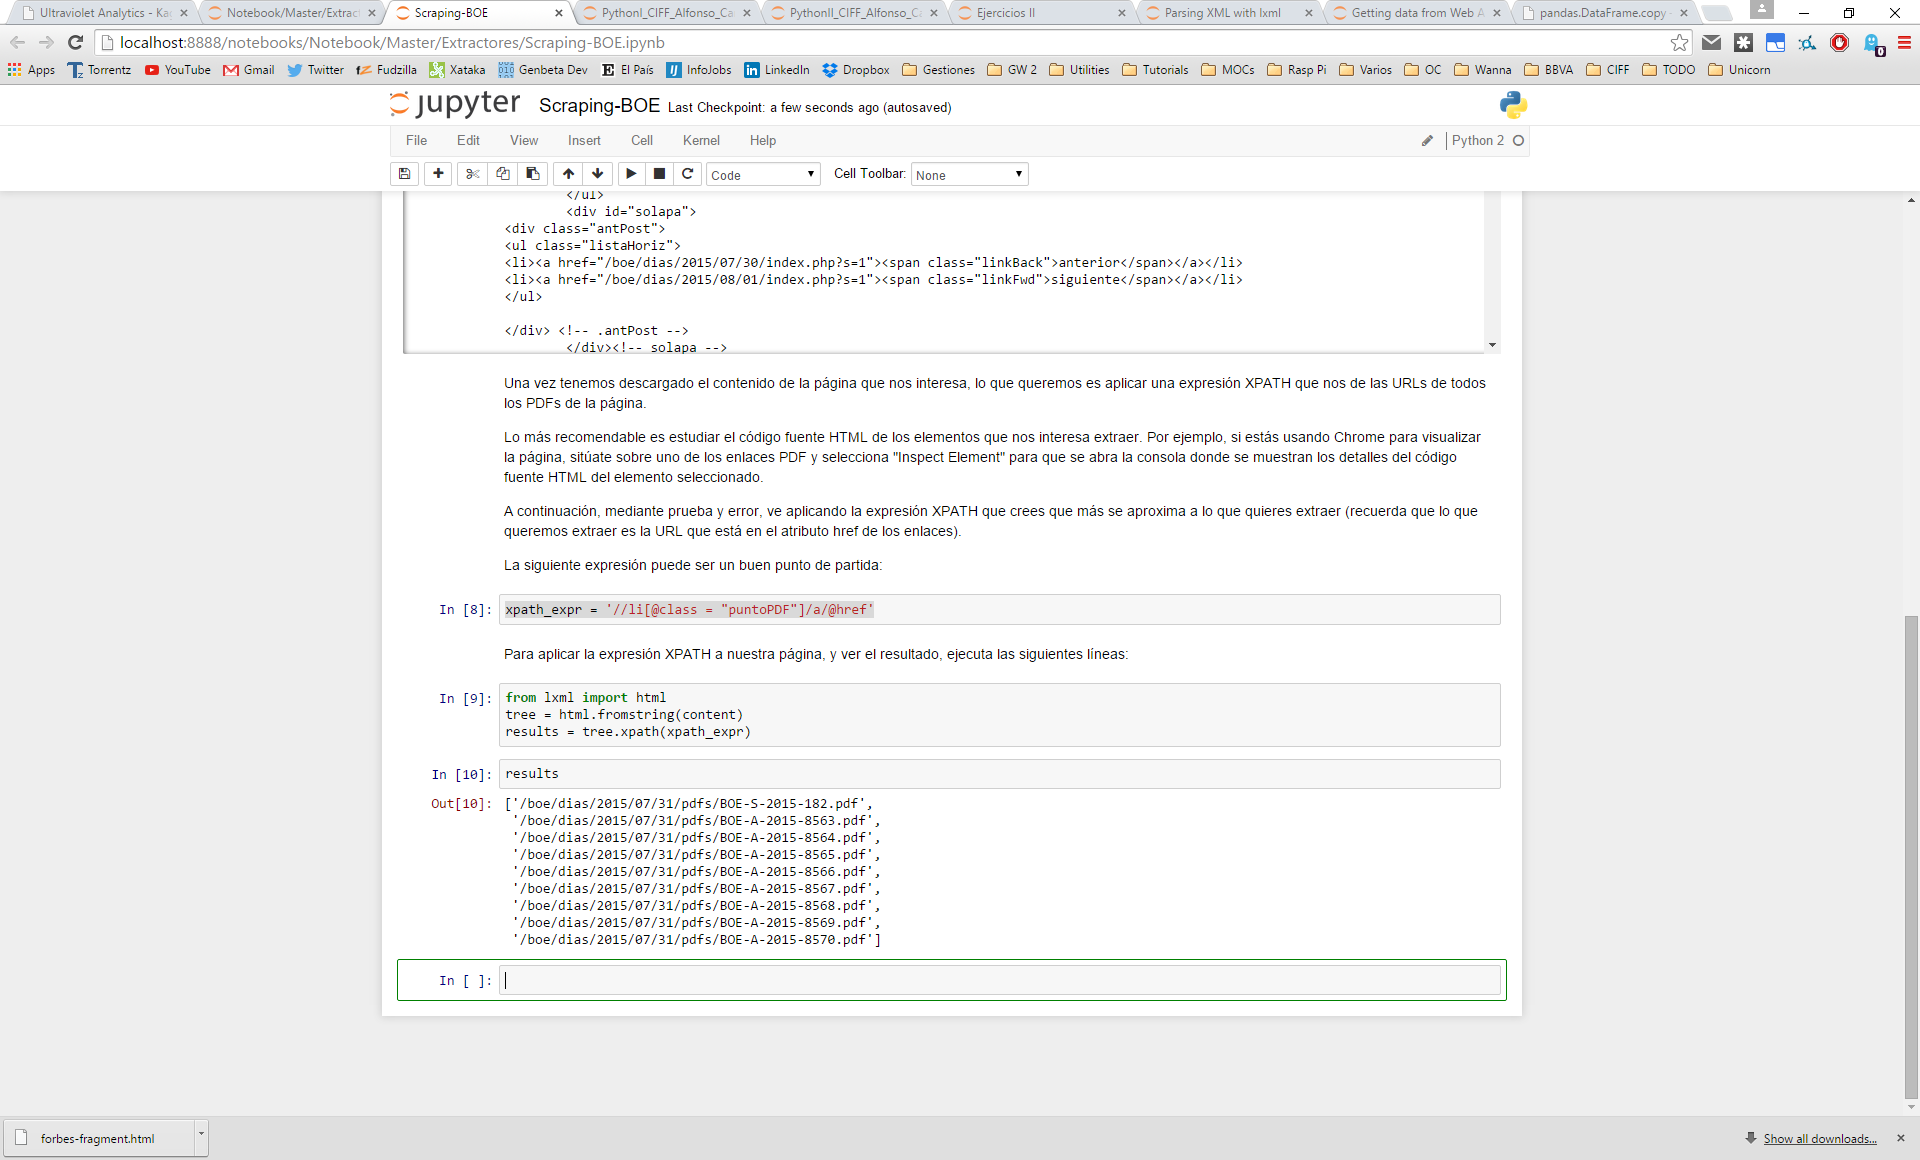 Ultraviolet Analytics - Ka
Notebook/Master/Extrac
Scraping-BOE
PythonI_CIFF_Alfonso_Ca
PythonII_CIFF_Alfonso_Ca
Ejercicios II
Parsing XML with lxml
Getting data from Web A
pandas.DataFrame.copy -
localhost:8888/notebooks/Notebook/Master/Extractores/Scraping-BOE.ipynb
Apps Torrentz YouTube Gmail Twitter Fudzilla Xataka Genbeta Dev El País InfoJobs LinkedIn Dropbox Gestiones GW 2 Utilities Tutorials MOCs Rasp Pi Varios OC Wanna BBVA CIFF TODO Unicorn
jupyter Scraping-BOE Last Checkpoint: a few seconds ago (autosaved)
File Edit View Insert Cell Kernel Help Python 2
Code Cell Toolbar: None
</ul>
<div id="solapa">
<div class="antPost">
<ul class="listaHoriz">
<li><a href="/boe/dias/2015/07/30/index.php?s=1"><span class="linkBack">anterior</span></a></li>
<li><a href="/boe/dias/2015/08/01/index.php?s=1"><span class="linkFwd">siguiente</span></a></li>
</ul>
</div> <!-- .antPost -->
</div><!-- solapa -->
Una vez tenemos descargado el contenido de la página que nos interesa, lo que queremos es aplicar una expresión XPATH que nos de las URLs de todos
los PDFs de la página.
Lo más recomendable es estudiar el código fuente HTML de los elementos que nos interesa extraer. Por ejemplo, si estás usando Chrome para visualizar
la página, sitúate sobre uno de los enlaces PDF y selecciona "Inspect Element" para que se abra la consola donde se muestran los detalles del código
fuente HTML del elemento seleccionado.
A continuación, mediante prueba y error, ve aplicando la expresión XPATH que crees que más se aproxima a lo que quieres extraer (recuerda que lo que
queremos extraer es la URL que está en el atributo href de los enlaces).
La siguiente expresión puede ser un buen punto de partida:
In [8]: xpath_expr = '//li[@class = "puntoPDF"]/a/@href'
Para aplicar la expresión XPATH a nuestra página, y ver el resultado, ejecuta las siguientes líneas:
In [9]: from lxml import html
tree = html.fromstring(content)
results = tree.xpath(xpath_expr)
In [10]: results
Out[10]: ['/boe/dias/2015/07/31/pdfs/BOE-S-2015-182.pdf',
'/boe/dias/2015/07/31/pdfs/BOE-A-2015-8563.pdf',
'/boe/dias/2015/07/31/pdfs/BOE-A-2015-8564.pdf',
'/boe/dias/2015/07/31/pdfs/BOE-A-2015-8565.pdf',
'/boe/dias/2015/07/31/pdfs/BOE-A-2015-8566.pdf',
'/boe/dias/2015/07/31/pdfs/BOE-A-2015-8567.pdf',
'/boe/dias/2015/07/31/pdfs/BOE-A-2015-8568.pdf',
'/boe/dias/2015/07/31/pdfs/BOE-A-2015-8569.pdf',
'/boe/dias/2015/07/31/pdfs/BOE-A-2015-8570.pdf']
In [ ]:
forbes-fragment.html
Show all downloads...